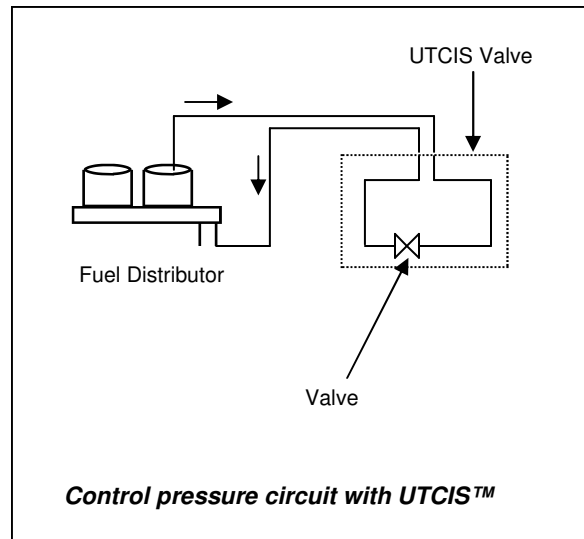 UTCIS Valve
Fuel Distributor
Valve
Control pressure circuit with UTCIS™